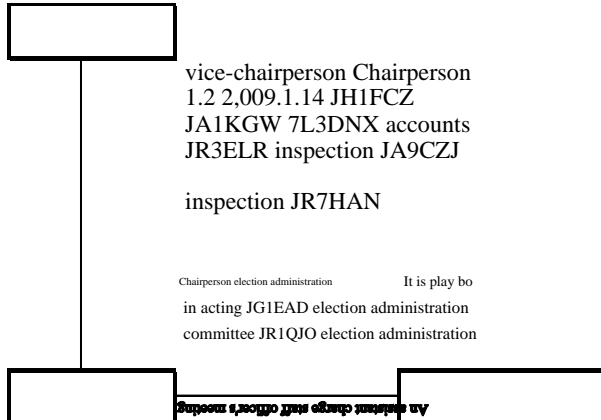 vice-chairperson Chairperson
1.2 2,009.1.14 JH1FCZ
JA1KGW 7L3DNX accounts
JR3ELR inspection JA9CZJ
inspection JR7HAN
Chairperson election administration It is play bo
in acting JG1EAD election administration
committee JR1QJO election administration
An assistant charge staff officer's meeting